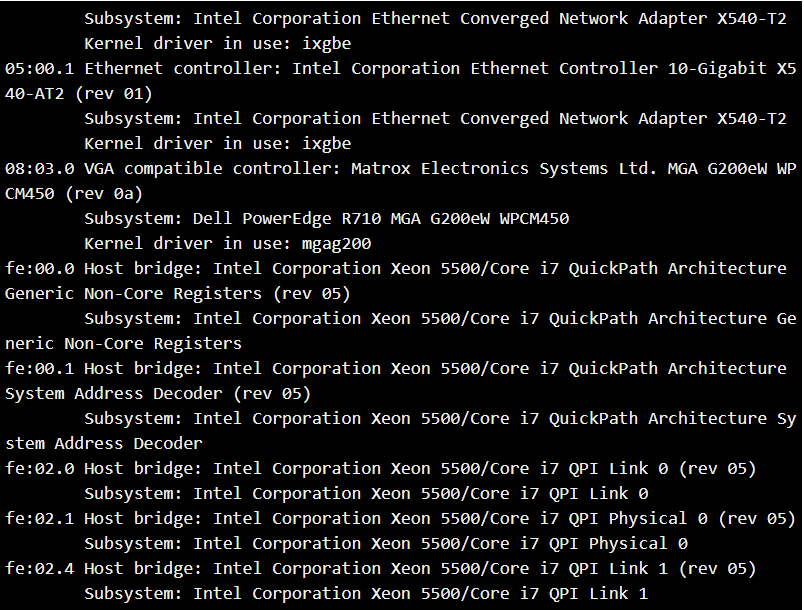 Subsystem: Intel Corporation Ethernet Converged Network Adapter X540-T2
Kernel driver in use: ixgbe
05:00.1 Ethernet controller: Intel Corporation Ethernet Controller 10-Gigabit X5
40-AT2 (rev 01)
Subsystem: Intel Corporation Ethernet Converged Network Adapter X540-T2
Kernel driver in use: ixgbe
08:03.0 VGA compatible controller: Matrox Electronics Systems Ltd. MGA G200eW WP
CM450 (rev 0a)
Subsystem: Dell PowerEdge R710 MGA G200eW WPCM450
Kernel driver in use: mgag200
fe:00.0 Host bridge: Intel Corporation Xeon 5500/Core i7 QuickPath Architecture
Generic Non-Core Registers (rev 05)
Subsystem: Intel Corporation Xeon 5500/Core i7 QuickPath Architecture Ge
neric Non-Core Registers
fe:00.1 Host bridge: Intel Corporation Xeon 5500/Core i7 QuickPath Architecture
System Address Decoder (rev 05)
Subsystem: Intel Corporation Xeon 5500/Core i7 QuickPath Architecture Sy
stem Address Decoder
fe:02.0 Host bridge: Intel Corporation Xeon 5500/Core i7 QPI Link 0 (rev 05)
Subsystem: Intel Corporation Xeon 5500/Core i7 QPI Link 0
fe:02.1 Host bridge: Intel Corporation Xeon 5500/Core i7 QPI Physical 0 (rev 05)
Subsystem: Intel Corporation Xeon 5500/Core i7 QPI Physical 0
fe:02.4 Host bridge: Intel Corporation Xeon 5500/Core i7 QPI Link 1 (rev 05)
Subsystem: Intel Corporation Xeon 5500/Core i7 QPI Link 1